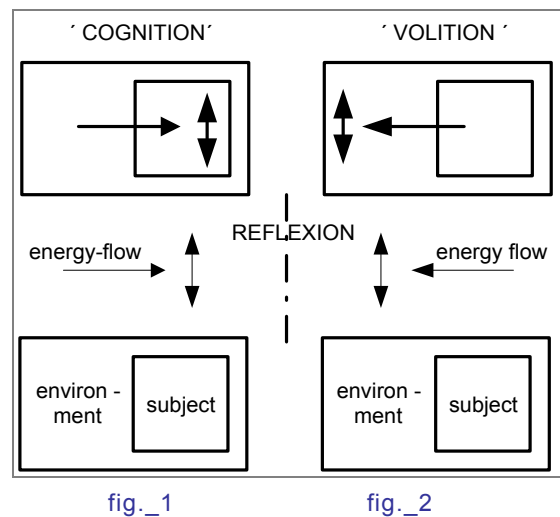 ´ COGNITION´ ´ VOLITION ´
REFLEXION
energy-flow energy flow
environ - subject environ - subject
ment ment
fig._1 fig._2